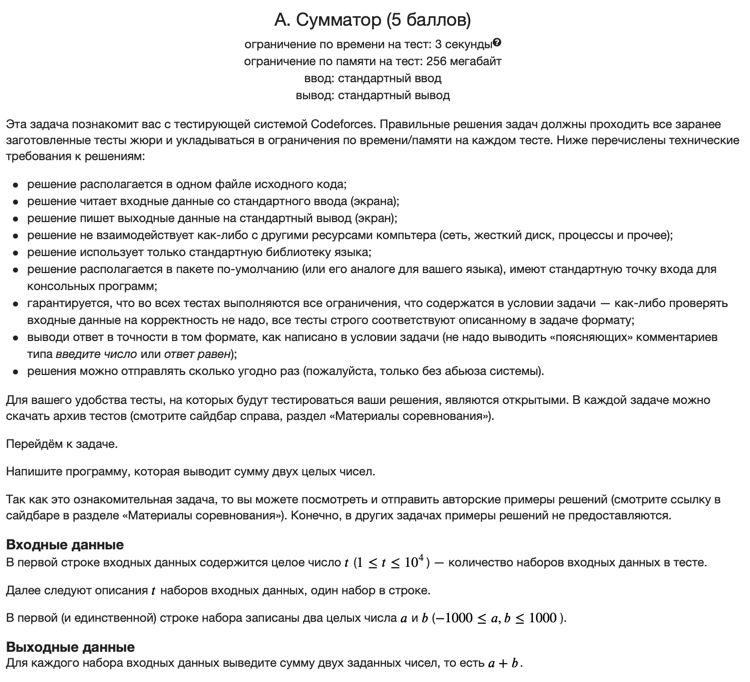 А. Сумматор (5 баллов)
ограничение по времени на тест: 3 секунды?
ограничение по памяти на тест: 256 мегабайт
ввод: стандартный ввод
вывод: стандартный вывод
Эта задача познакомит вас с тестирующей системой Codeforces. Правильные решения задач должны проходить все заранее
заготовленные тесты жюри и укладываться в ограничения по времени/памяти на каждом тесте. Ниже перечислены технические
требования к решениям:
• решение располагается в одном файле исходного кода;
• решение читает входные данные со стандартного ввода (экрана);
• решение пишет выходные данные на стандартный вывод (экран);
• решение не взаимодействует как-либо с другими ресурсами компьтера (сеть, жесткий диск, процессы и прочее);
• решение использует только стандартную библиотеку языка;
• решение располагается в пакете по-умолчанию (или его аналоге для вашего языка), имеют стандартную точку входа для
консольных программ;
• гарантируется, что во всех тестах выполняются все ограничения, что содержатся в условии задачи — как-либо проверять
входные данные на корректность не надо, все тесты строго соответствуют описанному в задаче формату;
• выводи ответ в точности в том формате, как написано в условии задачи (не надо выводить «поясняющих» комментариев
типа введите число или ответ равен);
• решения можно отправлять сколько угодно раз (пожалуйста, только без абьюза системы).
Для вашего удобства тесты, на которых будут тестироваться ваши решения, являются открытыми. В каждой задаче можно
скачать архив тестов (смотрите сайдбар справа, раздел «Материалы соревнования»).
Перейдём к задаче.
Напишите программу, которая выводит сумму двух целых чисел.
Так как это ознакомительная задача, то вы можете посмотреть и отправить авторские примеры решений (смотрите ссылку в
сайдбаре в разделе «Материалы соревнования»). Конечно, в других задачах примеры решений не предоставляются.
Входные данные
В первой строке входных данных содержится целое число t (1 ≤ t ≤ 10⁴) — количество наборов входных данных в тесте.
Далее следуют описания t наборов входных данных, один набор в строке.
В первой (и единственной) строке набора записаны два целых числа a и b (−1000 ≤ a, b ≤ 1000).
Выходные данные
Для каждого набора входных данных выведите сумму двух заданных чисел, то есть a + b.